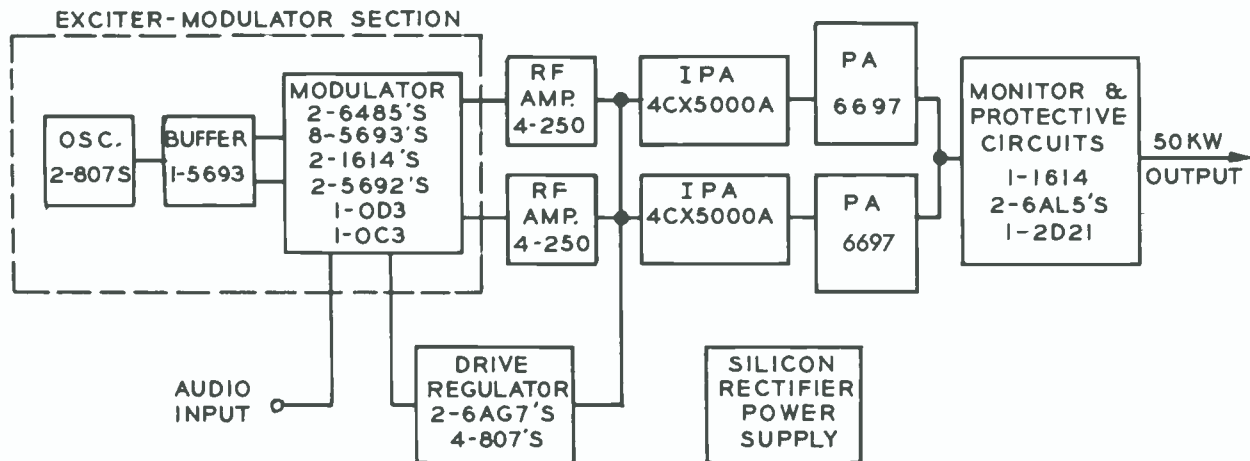 EXCITER-MODULATOR SECTION
OSC.
2-807S
BUFFER
1-5693
MODULATOR
2-6485'S
8-5693'S
2-1614'S
2-5692'S
1-OD3
1-OC3
RF
AMP.
4-250
RF
AMP.
4-250
IPA
4CX5000A
IPA
4CX5000A
PA
6697
PA
6697
MONITOR &
PROTECTIVE
CIRCUITS
1-1614
2-6AL5'S
1-2D21
50KW
OUTPUT
AUDIO
INPUT
DRIVE
REGULATOR
2-6AG7'S
4-807'S
SILICON
RECTIFIER
POWER
SUPPLY